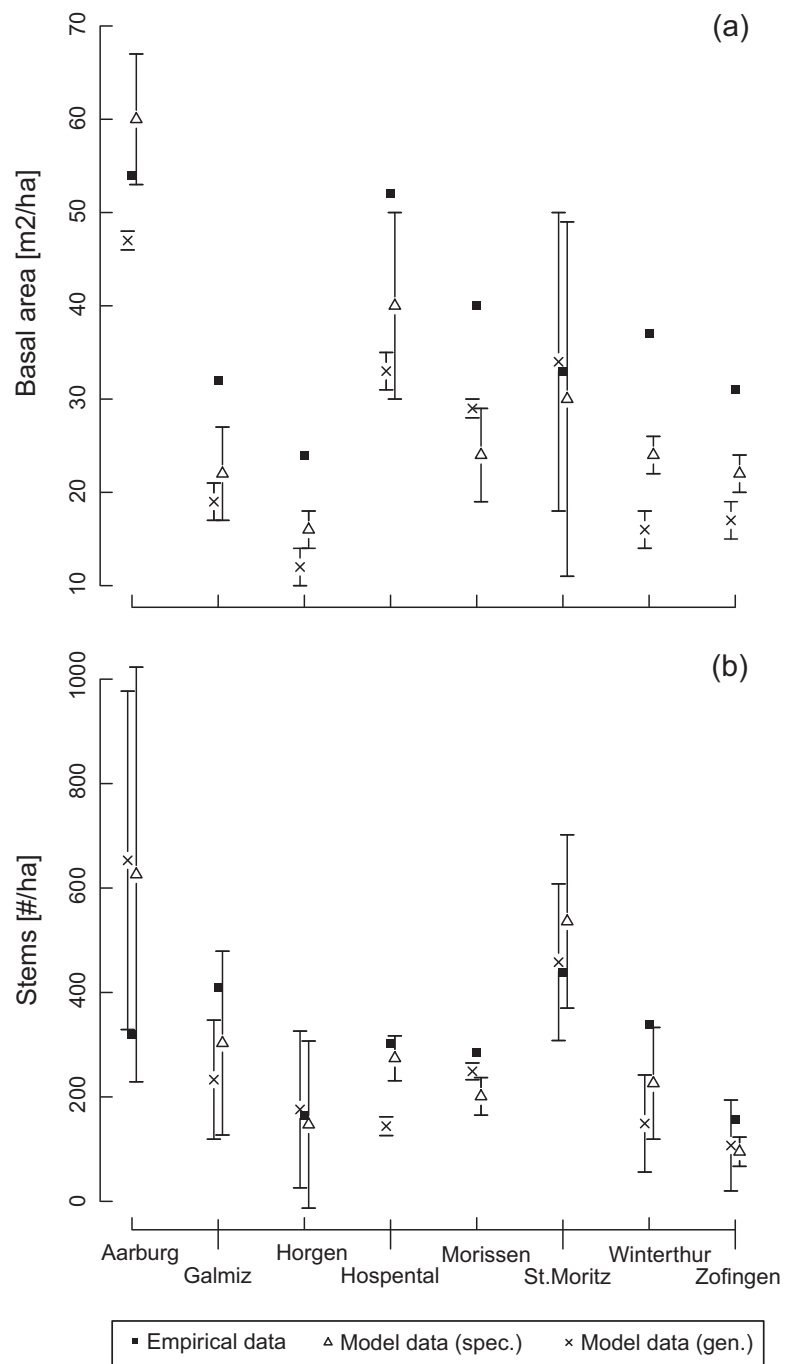 (a)
Basal area [m2/ha]
70
60
50
40
30
20
10
(b)
Stems [#/ha]
1000
800
600
400
200
0
Aarburg
Galmiz
Horgen
Hospental
Morissen
St.Moritz
Winterthur
Zofingen
Empirical data
Model data (spec.)
Model data (gen.)